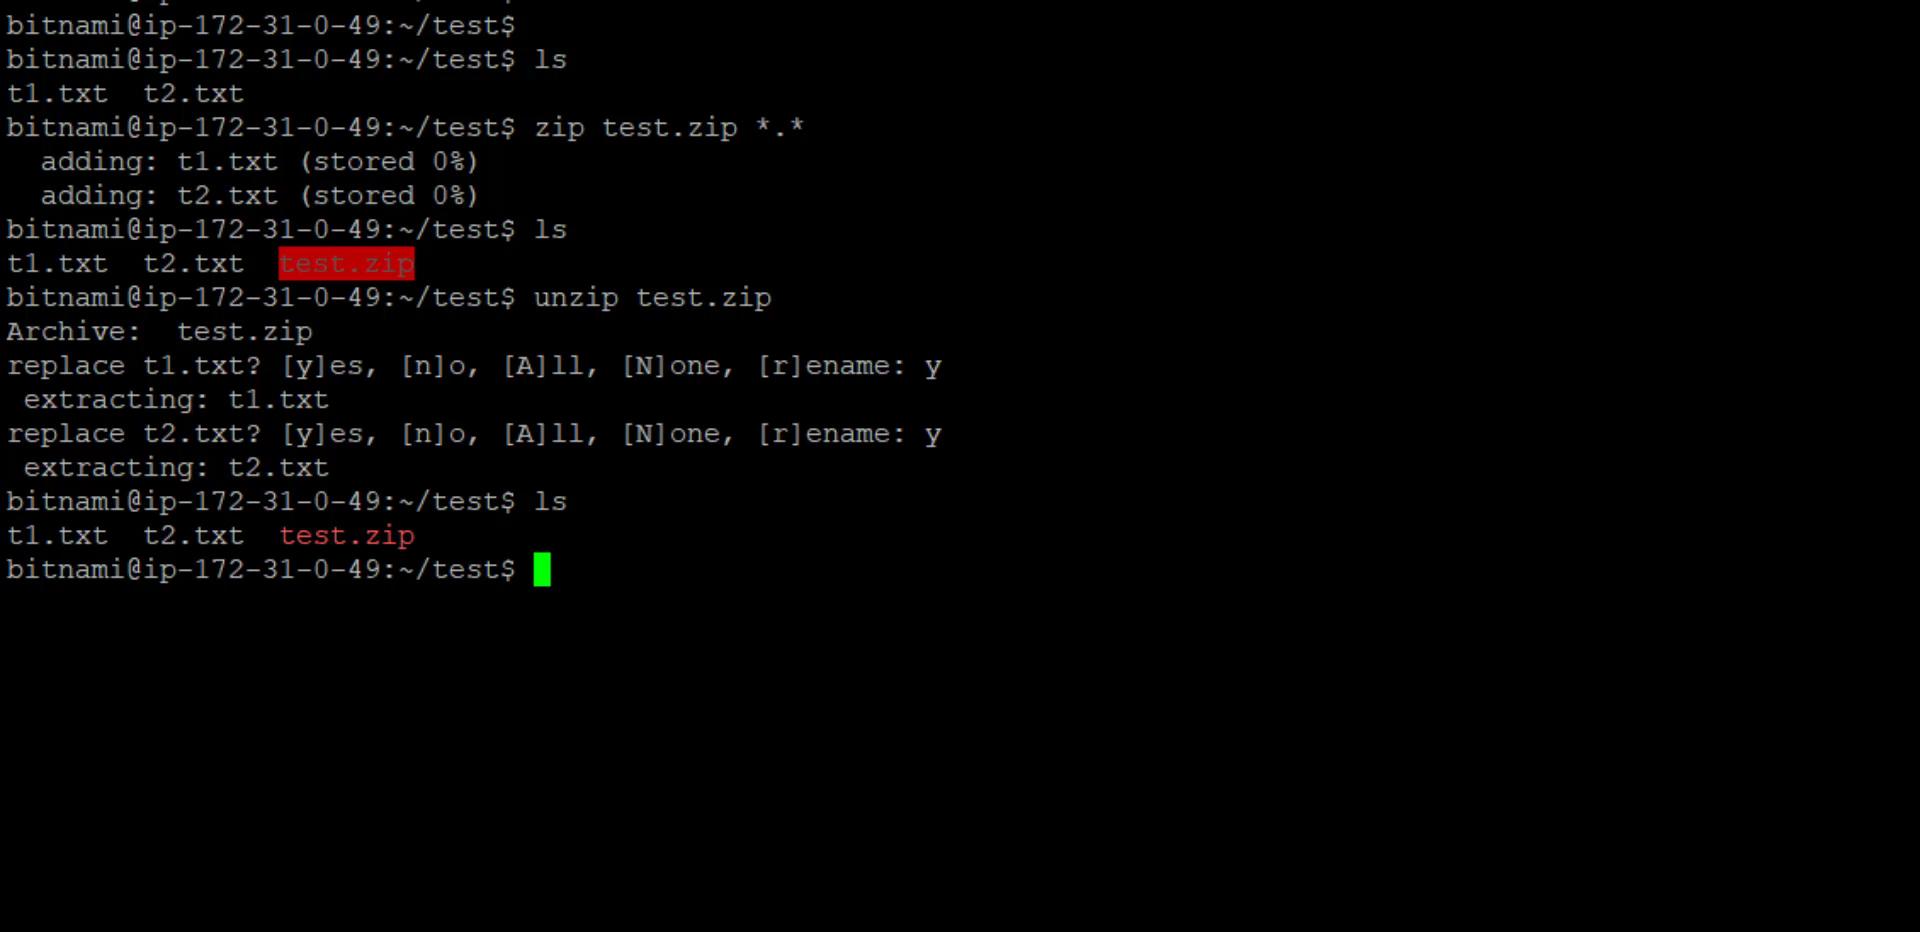 bitnami@ip-172-31-0-49:~/test$
bitnami@ip-172-31-0-49:~/test$ ls
t1.txt  t2.txt
bitnami@ip-172-31-0-49:~/test$ zip test.zip *.*
  adding: t1.txt (stored 0%)
  adding: t2.txt (stored 0%)
bitnami@ip-172-31-0-49:~/test$ ls
t1.txt  t2.txt  test.zip
bitnami@ip-172-31-0-49:~/test$ unzip test.zip
Archive:  test.zip
replace t1.txt? [y]es, [n]o, [A]ll, [N]one, [r]ename: y
 extracting: t1.txt
replace t2.txt? [y]es, [n]o, [A]ll, [N]one, [r]ename: y
 extracting: t2.txt
bitnami@ip-172-31-0-49:~/test$ ls
t1.txt  t2.txt  test.zip
bitnami@ip-172-31-0-49:~/test$